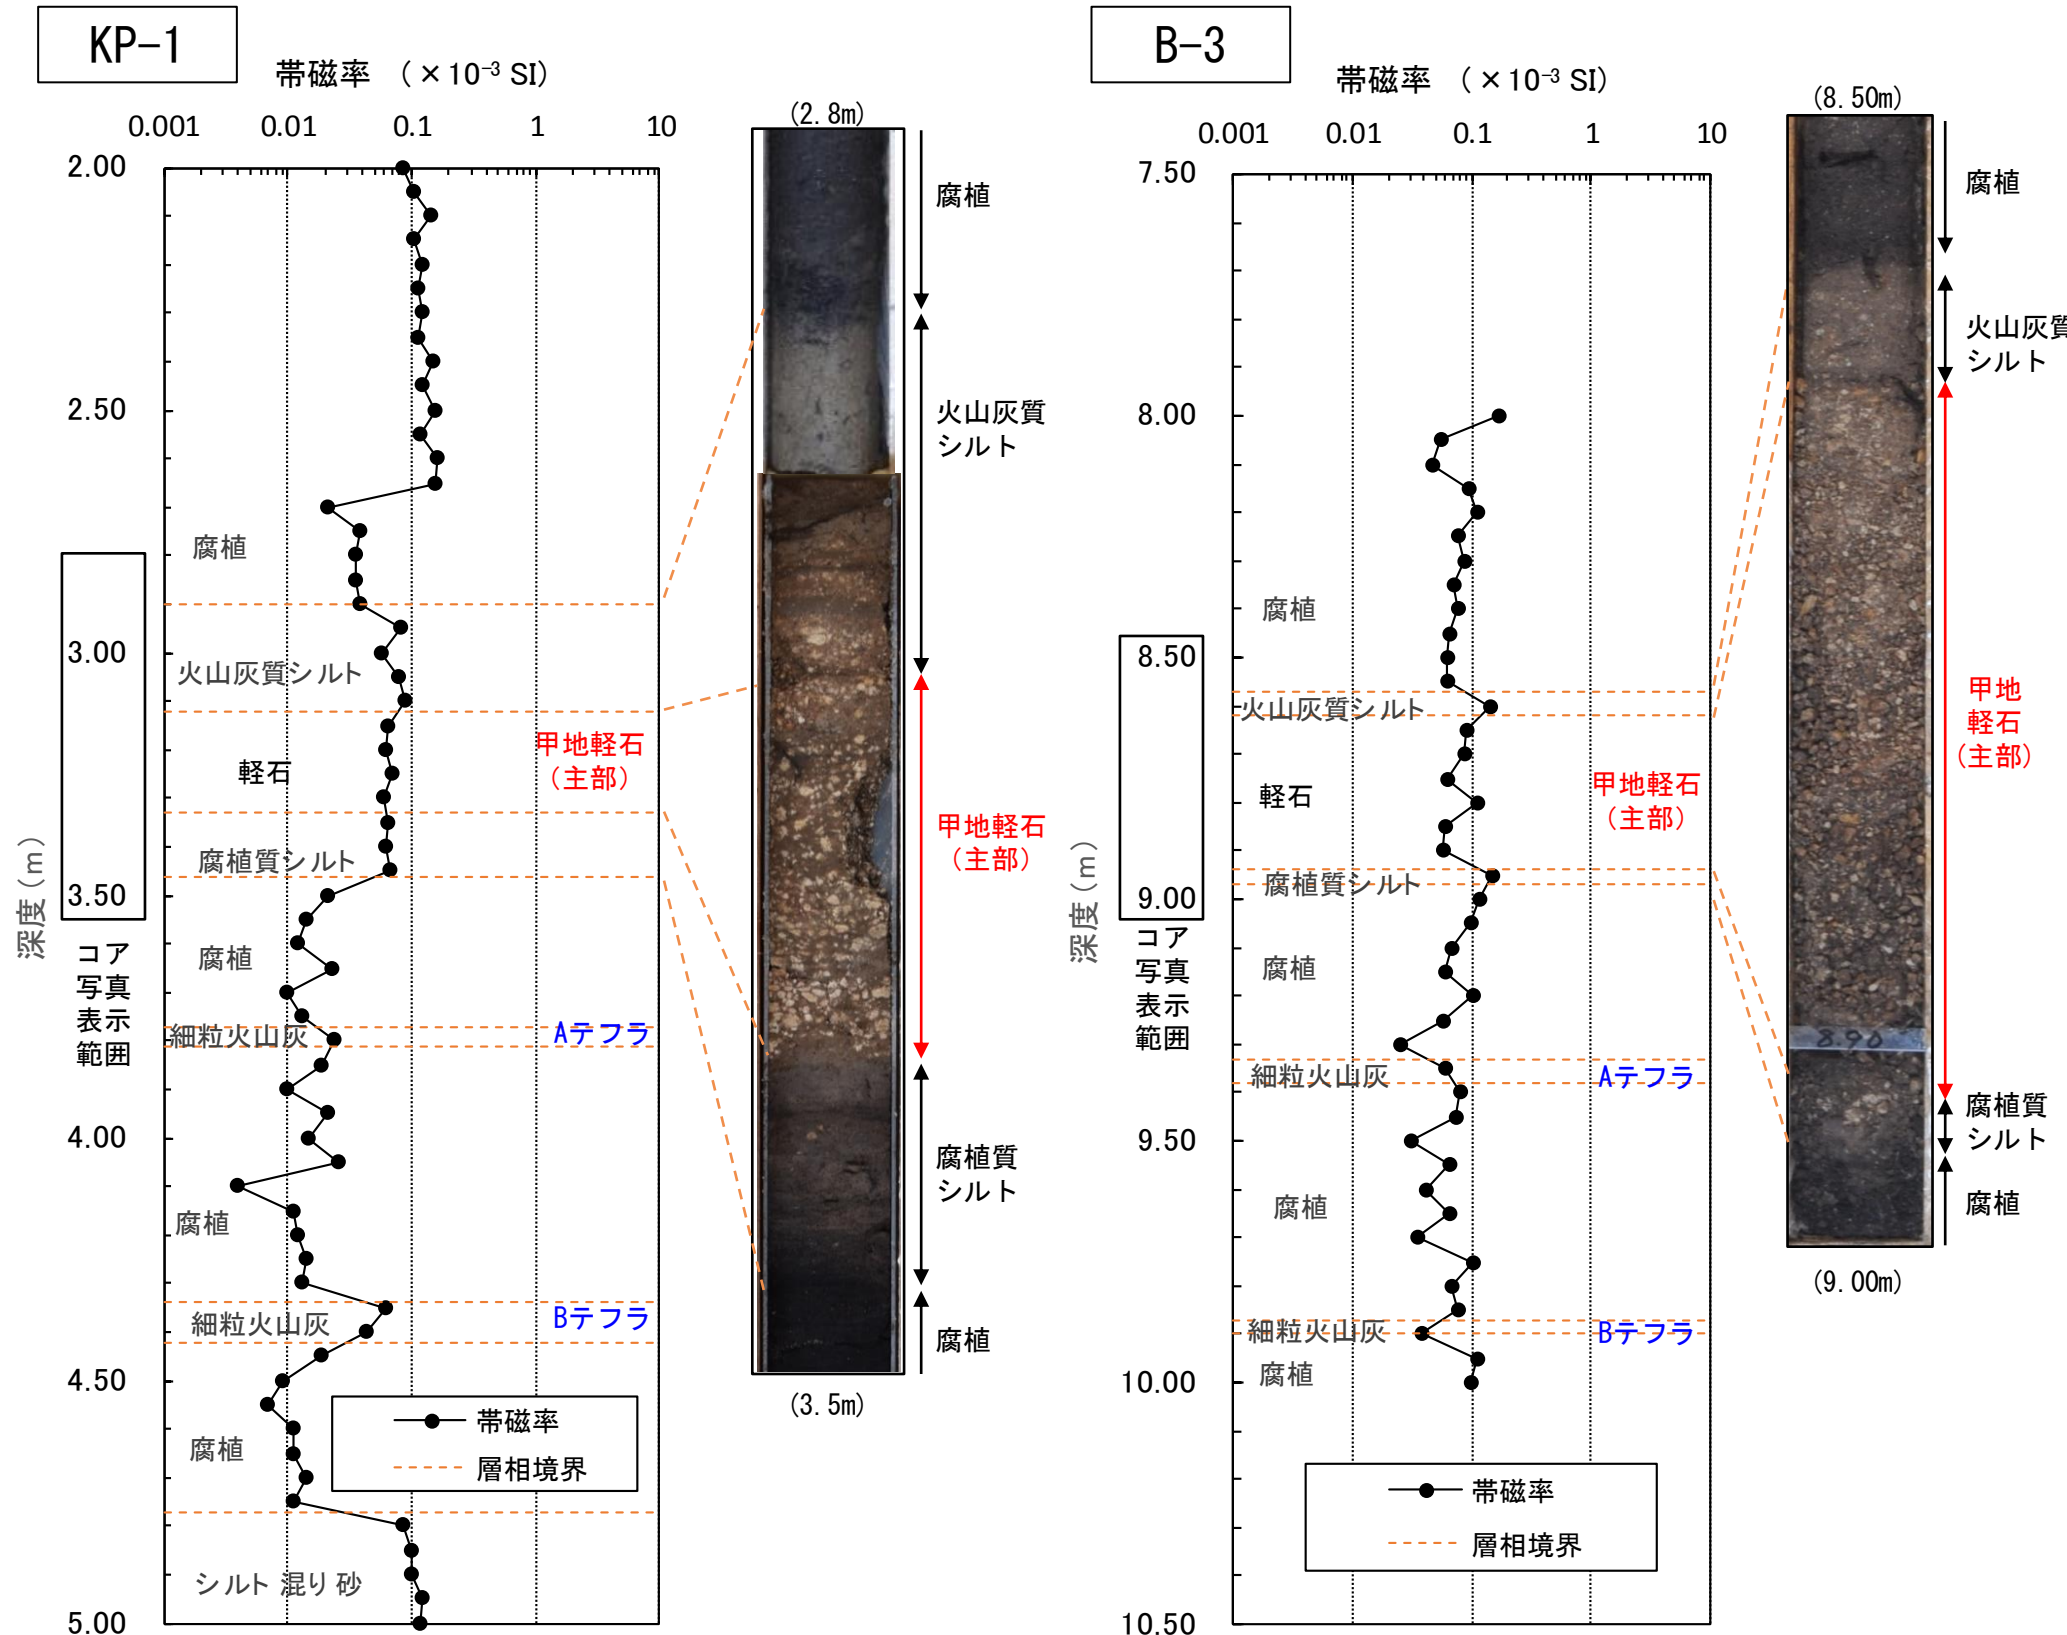 KP-1
帯磁率 (×10⁻³ SI)
0.001 0.01 0.1 1 10
2.00
2.50
3.00
3.50
4.00
4.50
5.00
深度(m)
コア
写真
表示
範囲
腐植
火山灰質シルト
軽石
甲地軽石
(主部)
腐植質シルト
腐植
細粒火山灰
Aテフラ
腐植
細粒火山灰
Bテフラ
腐植
シルト混り砂
帯磁率
層相境界
(2.8m)
腐植
火山灰質
シルト
甲地軽石
(主部)
腐植質
シルト
腐植
(3.5m)
B-3
帯磁率 (×10⁻³ SI)
0.001 0.01 0.1 1 10
7.50
8.00
8.50
9.00
9.50
10.00
10.50
深度(m)
コア
写真
表示
範囲
腐植
火山灰質シルト
軽石
甲地軽石
(主部)
腐植質シルト
腐植
細粒火山灰
Aテフラ
腐植
細粒火山灰
Bテフラ
腐植
帯磁率
層相境界
(8.50m)
腐植
火山灰質
シルト
甲地
軽石
(主部)
8.90
腐植質
シルト
腐植
(9.00m)